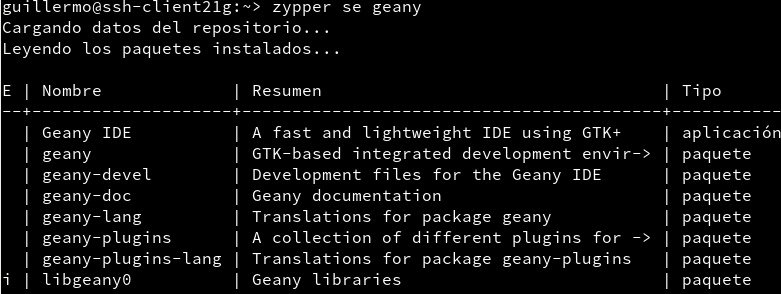 guillermo@ssh-client21g:~> zypper se geany
Cargando datos del repositorio...
Leyendo los paquetes instalados...

E | Nombre             | Resumen                                 | Tipo
--+--------------------+-----------------------------------------+-----------
  | Geany IDE          | A fast and lightweight IDE using GTK+   | aplicación
  | geany              | GTK-based integrated development envir-> | paquete
  | geany-devel        | Development files for the Geany IDE     | paquete
  | geany-doc          | Geany documentation                     | paquete
  | geany-lang         | Translations for package geany          | paquete
  | geany-plugins      | A collection of different plugins for -> | paquete
  | geany-plugins-lang | Translations for package geany-plugins  | paquete
i | libgeany0          | Geany libraries                         | paquete